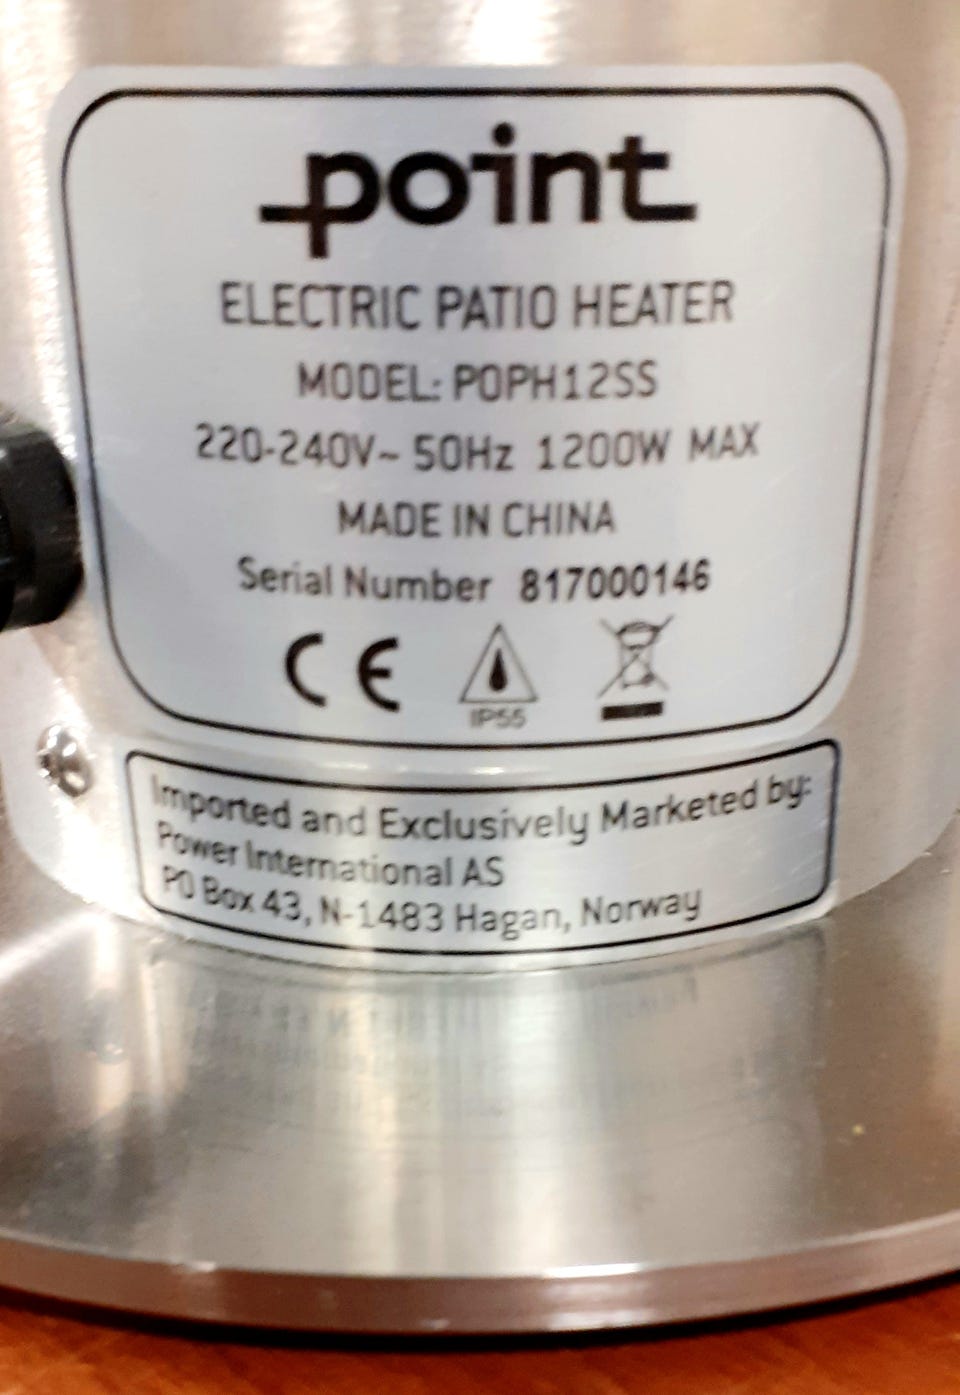 point
ELECTRIC PATIO HEATER
MODEL: POPH12SS
220-240V~ 50Hz 1200W MAX
MADE IN CHINA
Serial Number 817000146
CE
IP55
Imported and Exclusively Marketed by:
Power International AS
PO Box 43, N-1483 Hagan, Norway